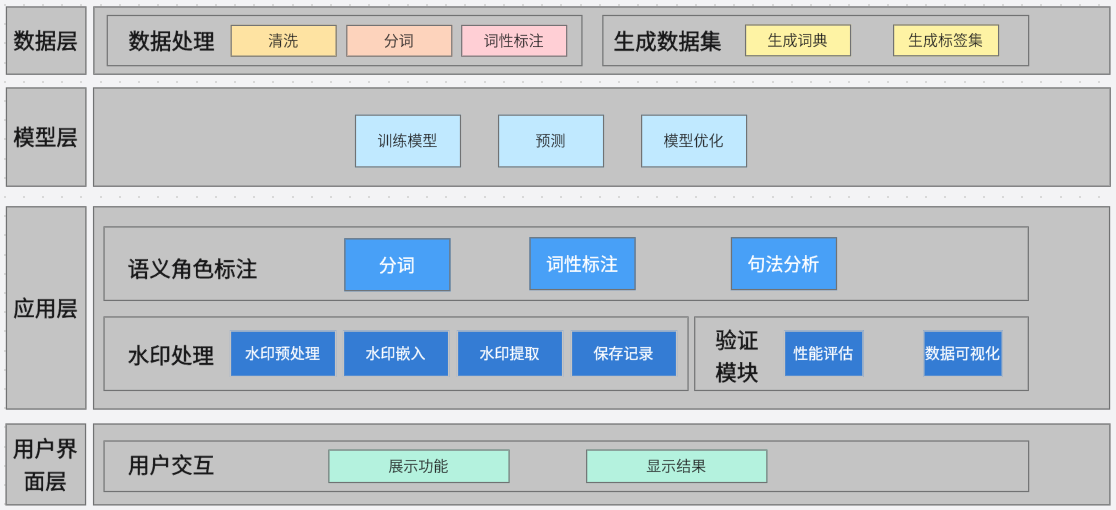 数据层
数据处理
清洗
分词
词性标注
生成数据集
生成词典
生成标签集
模型层
训练模型
预测
模型优化
应用层
语义角色标注
分词
词性标注
句法分析
水印处理
水印预处理
水印嵌入
水印提取
保存记录
验证
模块
性能评估
数据可视化
用户界
面层
用户交互
展示功能
显示结果